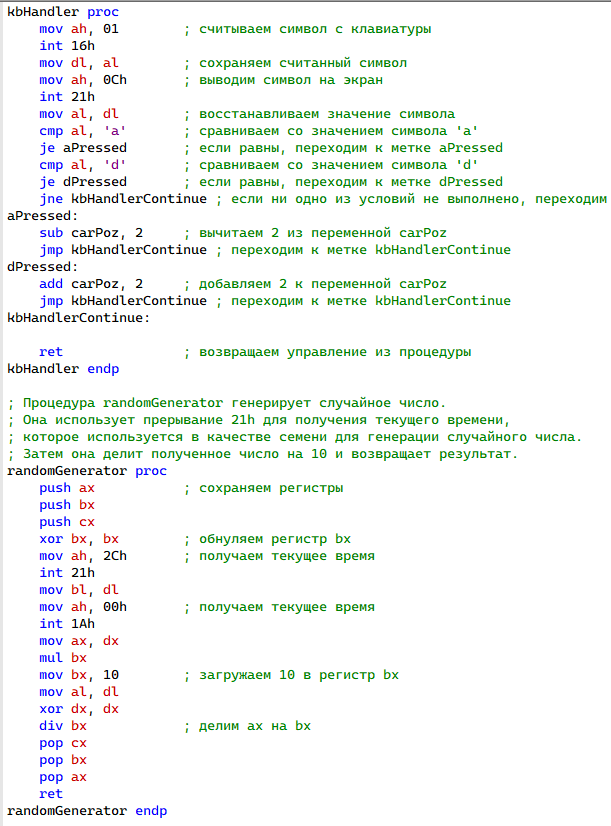 kbHandler proc
    mov ah, 01        ; считываем символ с клавиатуры
    int 16h
    mov dl, al        ; сохраняем считанный символ
    mov ah, 0Ch       ; выводим символ на экран
    int 21h
    mov al, dl        ; восстанавливаем значение символа
    cmp al, 'a'       ; сравниваем со значением символа 'a'
    je aPressed       ; если равны, переходим к метке aPressed
    cmp al, 'd'       ; сравниваем со значением символа 'd'
    je dPressed       ; если равны, переходим к метке dPressed
    jne kbHandlerContinue ; если ни одно из условий не выполнено, переходим
aPressed:
    sub carPoz, 2     ; вычитаем 2 из переменной carPoz
    jmp kbHandlerContinue ; переходим к метке kbHandlerContinue
dPressed:
    add carPoz, 2     ; добавляем 2 к переменной carPoz
    jmp kbHandlerContinue ; переходим к метке kbHandlerContinue
kbHandlerContinue:

    ret               ; возвращаем управление из процедуры
kbHandler endp

; Процедура randomGenerator генерирует случайное число.
; Она использует прерывание 21h для получения текущего времени,
; которое используется в качестве семени для генерации случайного числа.
; Затем она делит полученное число на 10 и возвращает результат.
randomGenerator proc
    push ax           ; сохраняем регистры
    push bx
    push cx
    xor bx, bx        ; обнуляем регистр bx
    mov ah, 2Ch       ; получаем текущее время
    int 21h
    mov bl, dl
    mov ah, 00h       ; получаем текущее время
    int 1Ah
    mov ax, dx
    mul bx
    mov bx, 10        ; загружаем 10 в регистр bx
    mov al, dl
    xor dx, dx
    div bx            ; делим ax на bx
    pop cx
    pop bx
    pop ax
    ret
randomGenerator endp